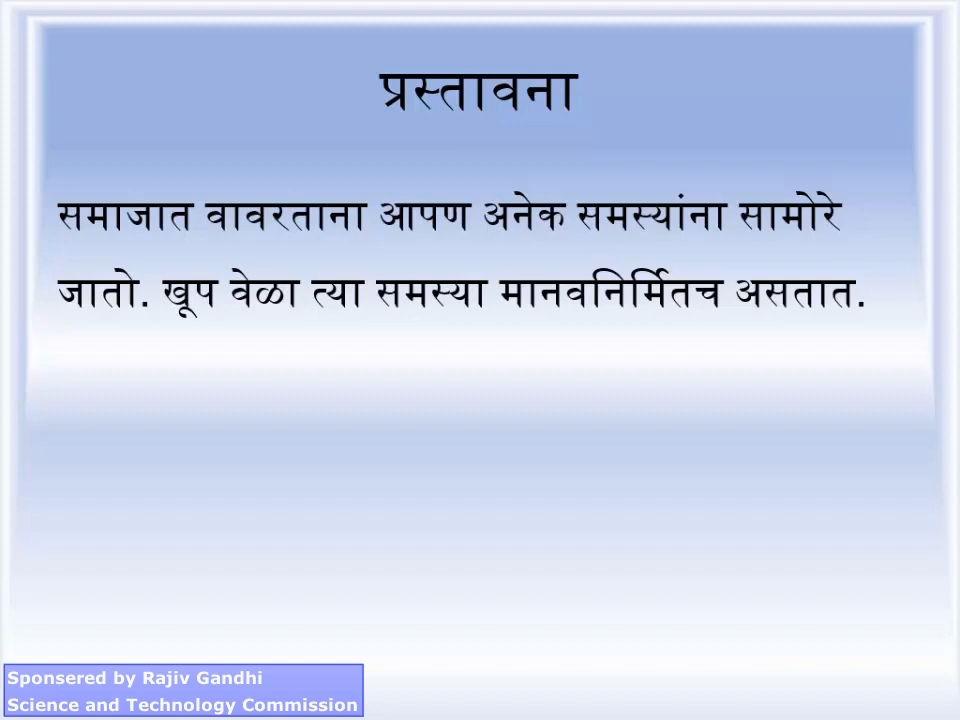 प्रस्तावना
समाजात वावरताना आपण अनेक समस्यांना सामोरे
जातो. खूप वेळा त्या समस्या मानवनिर्मितच असतात.
Sponsered by Rajiv Gandhi
Science and Technology Commission